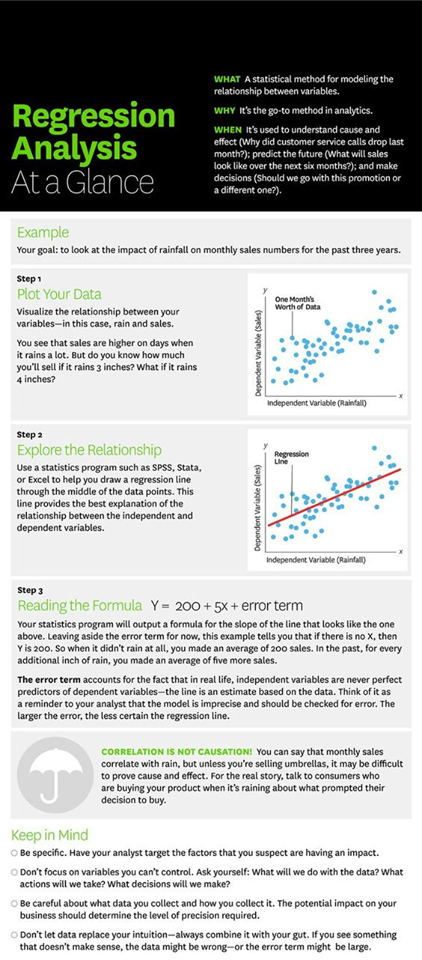 Regression
Analysis
At a Glance
WHAT A statistical method for modeling the
relationship between variables.
WHY It's the go-to method in analytics.
WHEN It's used to understand cause and
effect (Why did customer service calls drop last
month?); predict the future (What will sales
look like over the next six months?); and make
decisions (Should we go with this promotion or
a different one?).
Example
Your goal: to look at the impact of rainfall on monthly sales numbers for the past three years.
Step 1
Plot Your Data
Visualize the relationship between your
variables—in this case, rain and sales.
You see that sales are higher on days when
it rains a lot. But do you know how much
you'll sell if it rains 3 inches? What if it rains
4 inches?
y
One Month's
Worth of Data
Dependent Variable (Sales)
x
Independent Variable (Rainfall)
Step 2
Explore the Relationship
Use a statistics program such as SPSS, Stata,
or Excel to help you draw a regression line
through the middle of the data points. This
line provides the best explanation of the
relationship between the independent and
dependent variables.
y
Regression
Line
Dependent Variable (Sales)
x
Independent Variable (Rainfall)
Step 3
Reading the Formula Y = 200 + 5x + error term
Your statistics program will output a formula for the slope of the line that looks like the one
above. Leaving aside the error term for now, this example tells you that if there is no X, then
Y is 200. So when it didn't rain at all, you made an average of 200 sales. In the past, for every
additional inch of rain, you made an average of five more sales.
The error term accounts for the fact that in real life, independent variables are never perfect
predictors of dependent variables—the line is an estimate based on the data. Think of it as
a reminder to your analyst that the model is imprecise and should be checked for error. The
larger the error, the less certain the regression line.
CORRELATION IS NOT CAUSATION! You can say that monthly sales
correlate with rain, but unless you're selling umbrellas, it may be difficult
to prove cause and effect. For the real story, talk to consumers who
are buying your product when it's raining about what prompted their
decision to buy.
Keep in Mind
Be specific. Have your analyst target the factors that you suspect are having an impact.
Don't focus on variables you can't control. Ask yourself: What will we do with the data? What
actions will we take? What decisions will we make?
Be careful about what data you collect and how you collect it. The potential impact on your
business should determine the level of precision required.
Don't let data replace your intuition—always combine it with your gut. If you see something
that doesn't make sense, the data might be wrong—or the error term might be large.